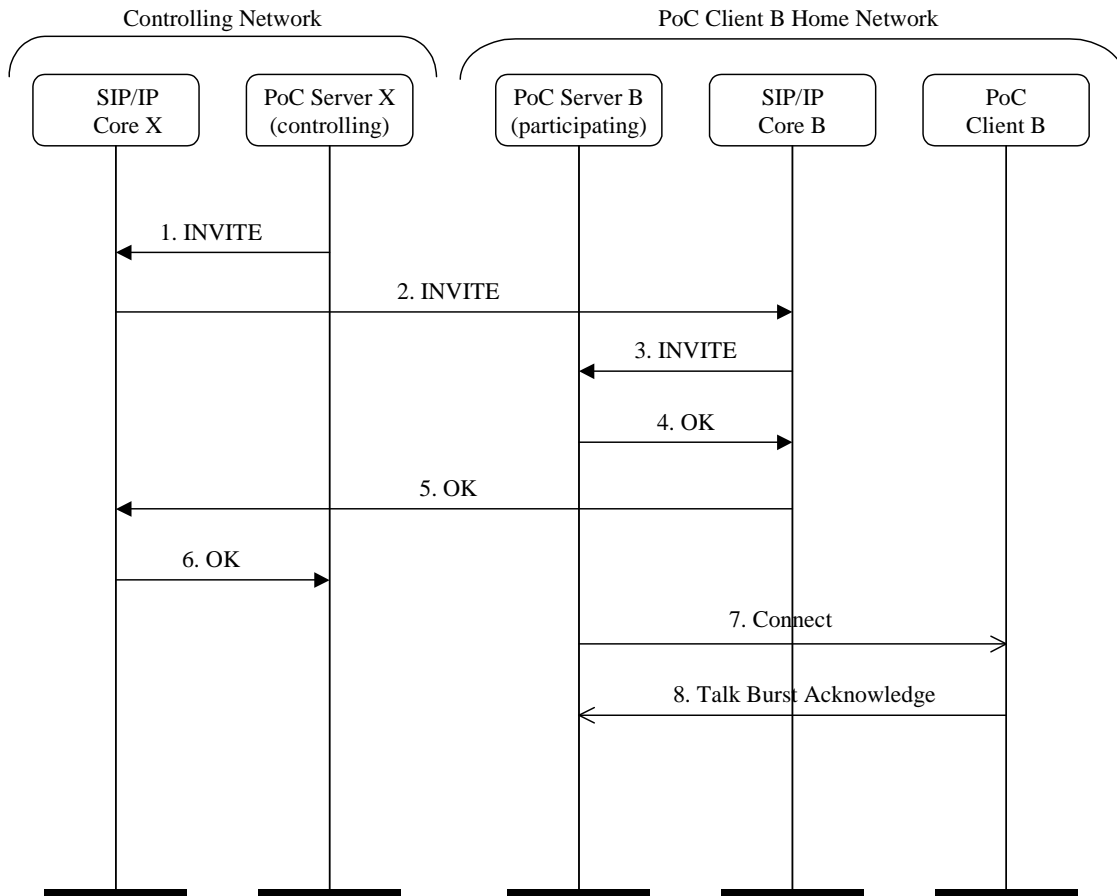 Controlling Network
PoC Client B Home Network
SIP/IP
Core X
PoC Server X
(controlling)
PoC Server B
(participating)
SIP/IP
Core B
PoC
Client B
1. INVITE
2. INVITE
3. INVITE
4. OK
5. OK
6. OK
7. Connect
8. Talk Burst Acknowledge